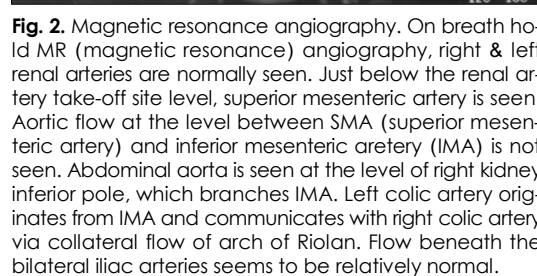 Fig. 2. Magnetic resonance angiography. On breath ho-
ld MR (magnetic resonance) angiography, right & left
renal arteries are normally seen. Just below the renal ar-
tery take-off site level, superior mesenteric artery is seen
Aortic flow at the level between SMA (superior mesen-
teric artery) and inferior mesenteric aretery (IMA) is not
seen. Abdominal aorta is seen at the level of right kidney
inferior pole, which branches IMA. Left colic artery orig-
inates from IMA and communicates with right colic artery
via collateral flow of arch of Riolan. Flow beneath the
bilateral iliac arteries seems to be relatively normal.